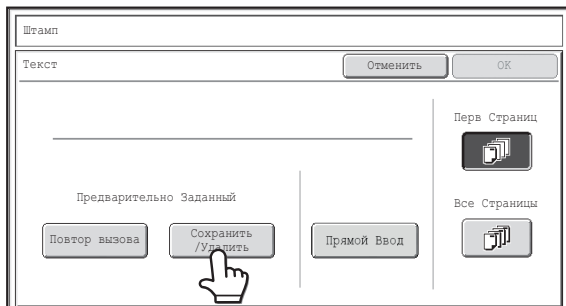 Штамп
Текст
Отменить
OK
Перв Страниц
Предварительно Заданный
Все Страницы
Повтор вызова
Сохранить
/Удалить
Прямой Ввод